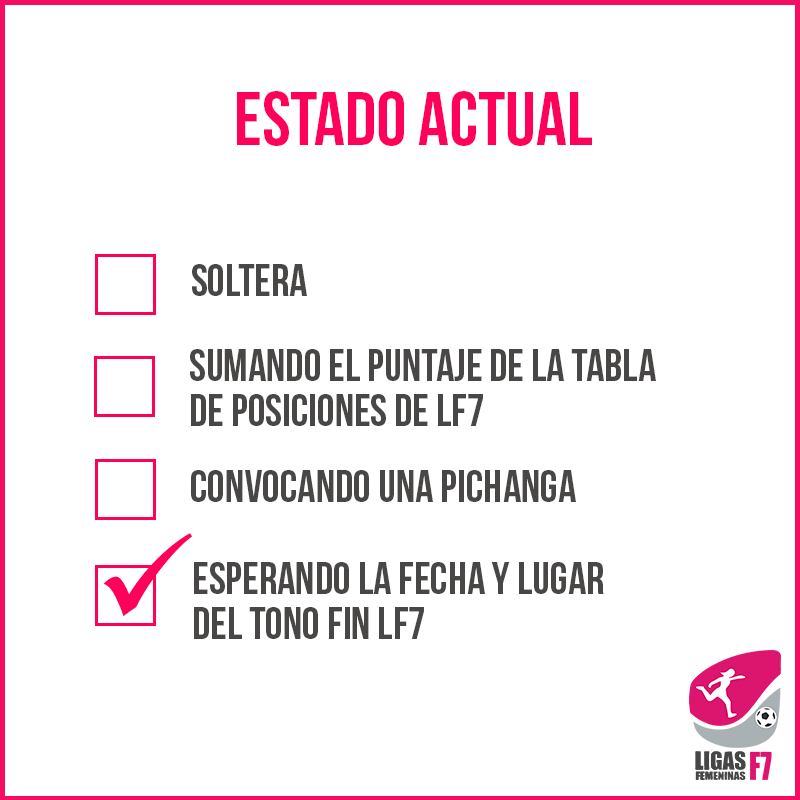 ESTADO ACTUAL
SOLTERA
SUMANDO EL PUNTAJE DE LA TABLA
DE POSICIONES DE LF7
CONVOCANDO UNA PICHANGA
ESPERANDO LA FECHA Y LUGAR
DEL TONO FIN LF7
LIGAS F7
FEMENINAS